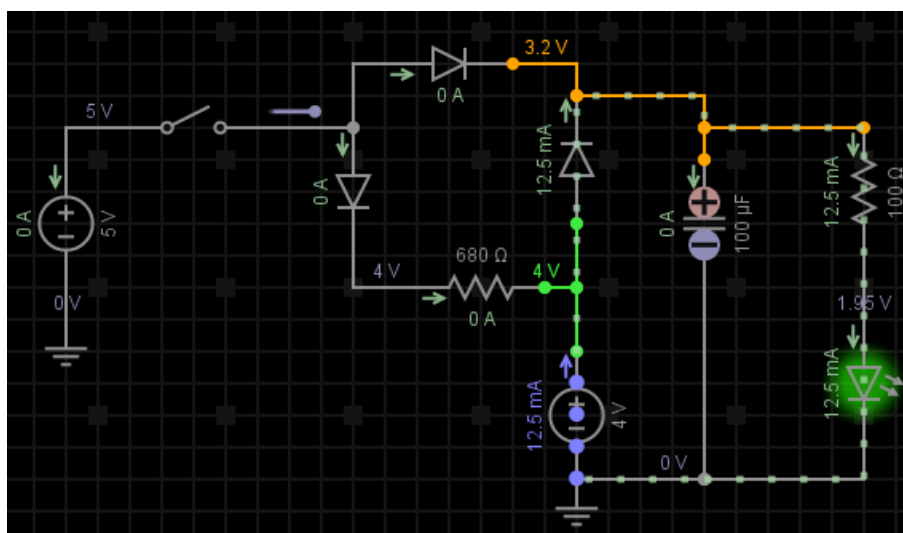 3.2 V
0 A
5 V
12.5 mA
0 A
0 A
5 V
0 A
100 μF
12.5 mA
100 Ω
680 Ω
4 V
4 V
0 A
0 V
1.95 V
12.5 mA
4 V
12.5 mA
0 V